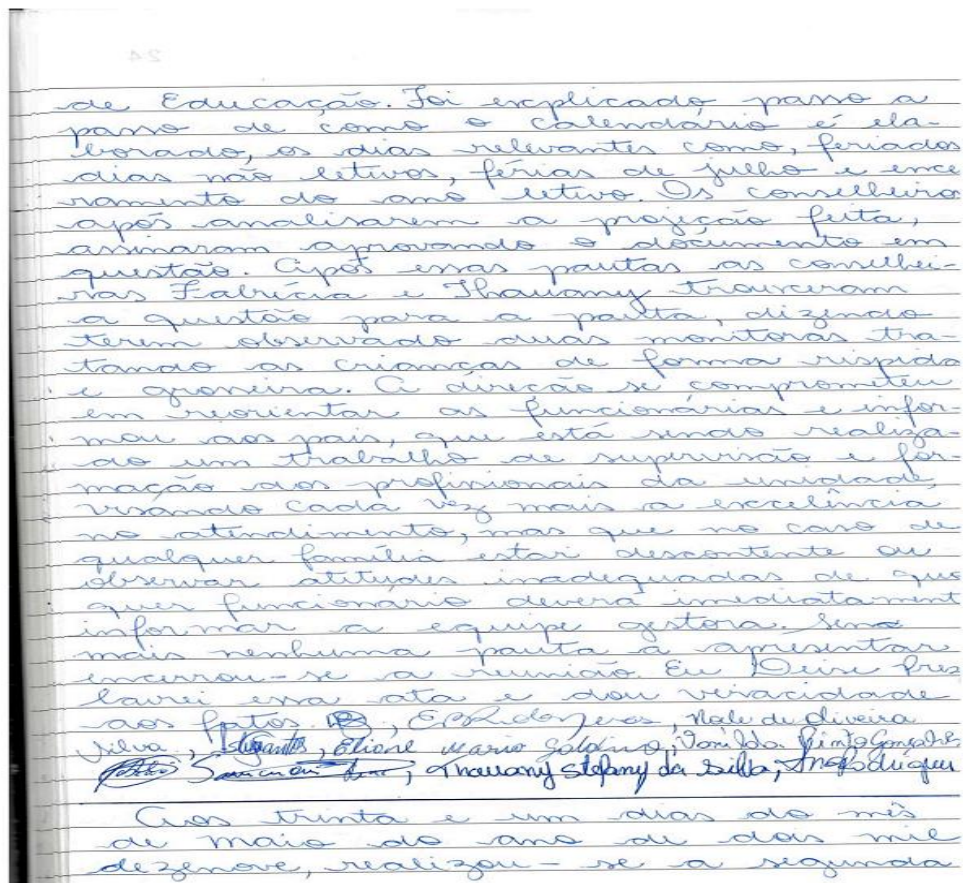 de Educação. Foi explicado passo a
passo de como o calendário é ela-
borado, os dias relevantes como, feriados
dias não letivos, férias de julho e ence
ramento do ano letivo. Os conselheiros
após analisarem a projeção feita,
assinaram aprovando o documento em
questão. Após essas pautas as conselhei-
ras Fabrícia e Thauany trouxeram
a questão para a pauta, dizendo
terem observado duas monitoras tra-
tando as crianças de forma ríspida
e grosseira. A direção se comprometeu
em reorientar as funcionárias e infor-
mou aos pais, que está sendo realiza-
do um trabalho de supervisão e for-
mação aos profissionais da unidade,
visando cada vez mais a excelência
no atendimento, mas que no caso de
qualquer família estar descontente ou
observar atitudes inadequadas de qua
quer funcionario deverá imediatament
informar a equipe gestora. Sem
mais nenhuma pauta a apresentar
encerrou-se a reunião. Eu Deise Pres
lavrei essa ata e dou veracidade
aos fatos. , de Oliveira
Silva, , Eliane Maria Galdino,
Thauany Stefany da Silva,
Aos trinta e um dias do mês
de maio do ano de dois mil
dezenove, realizou-se a segunda